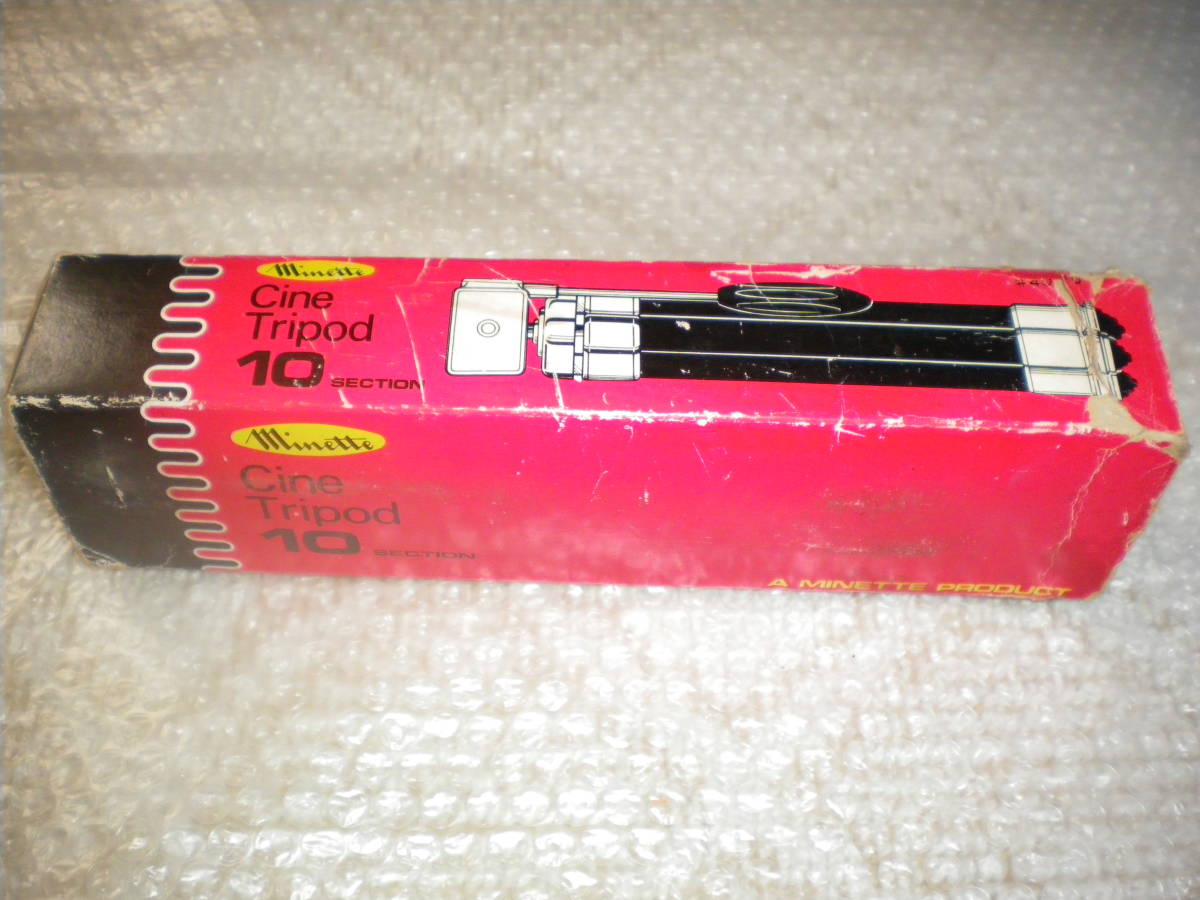 Minette
Cine
Tripod
10 SECTION
Minette
Cine
Tripod
10 SECTION
A MINETTE PRODUCT